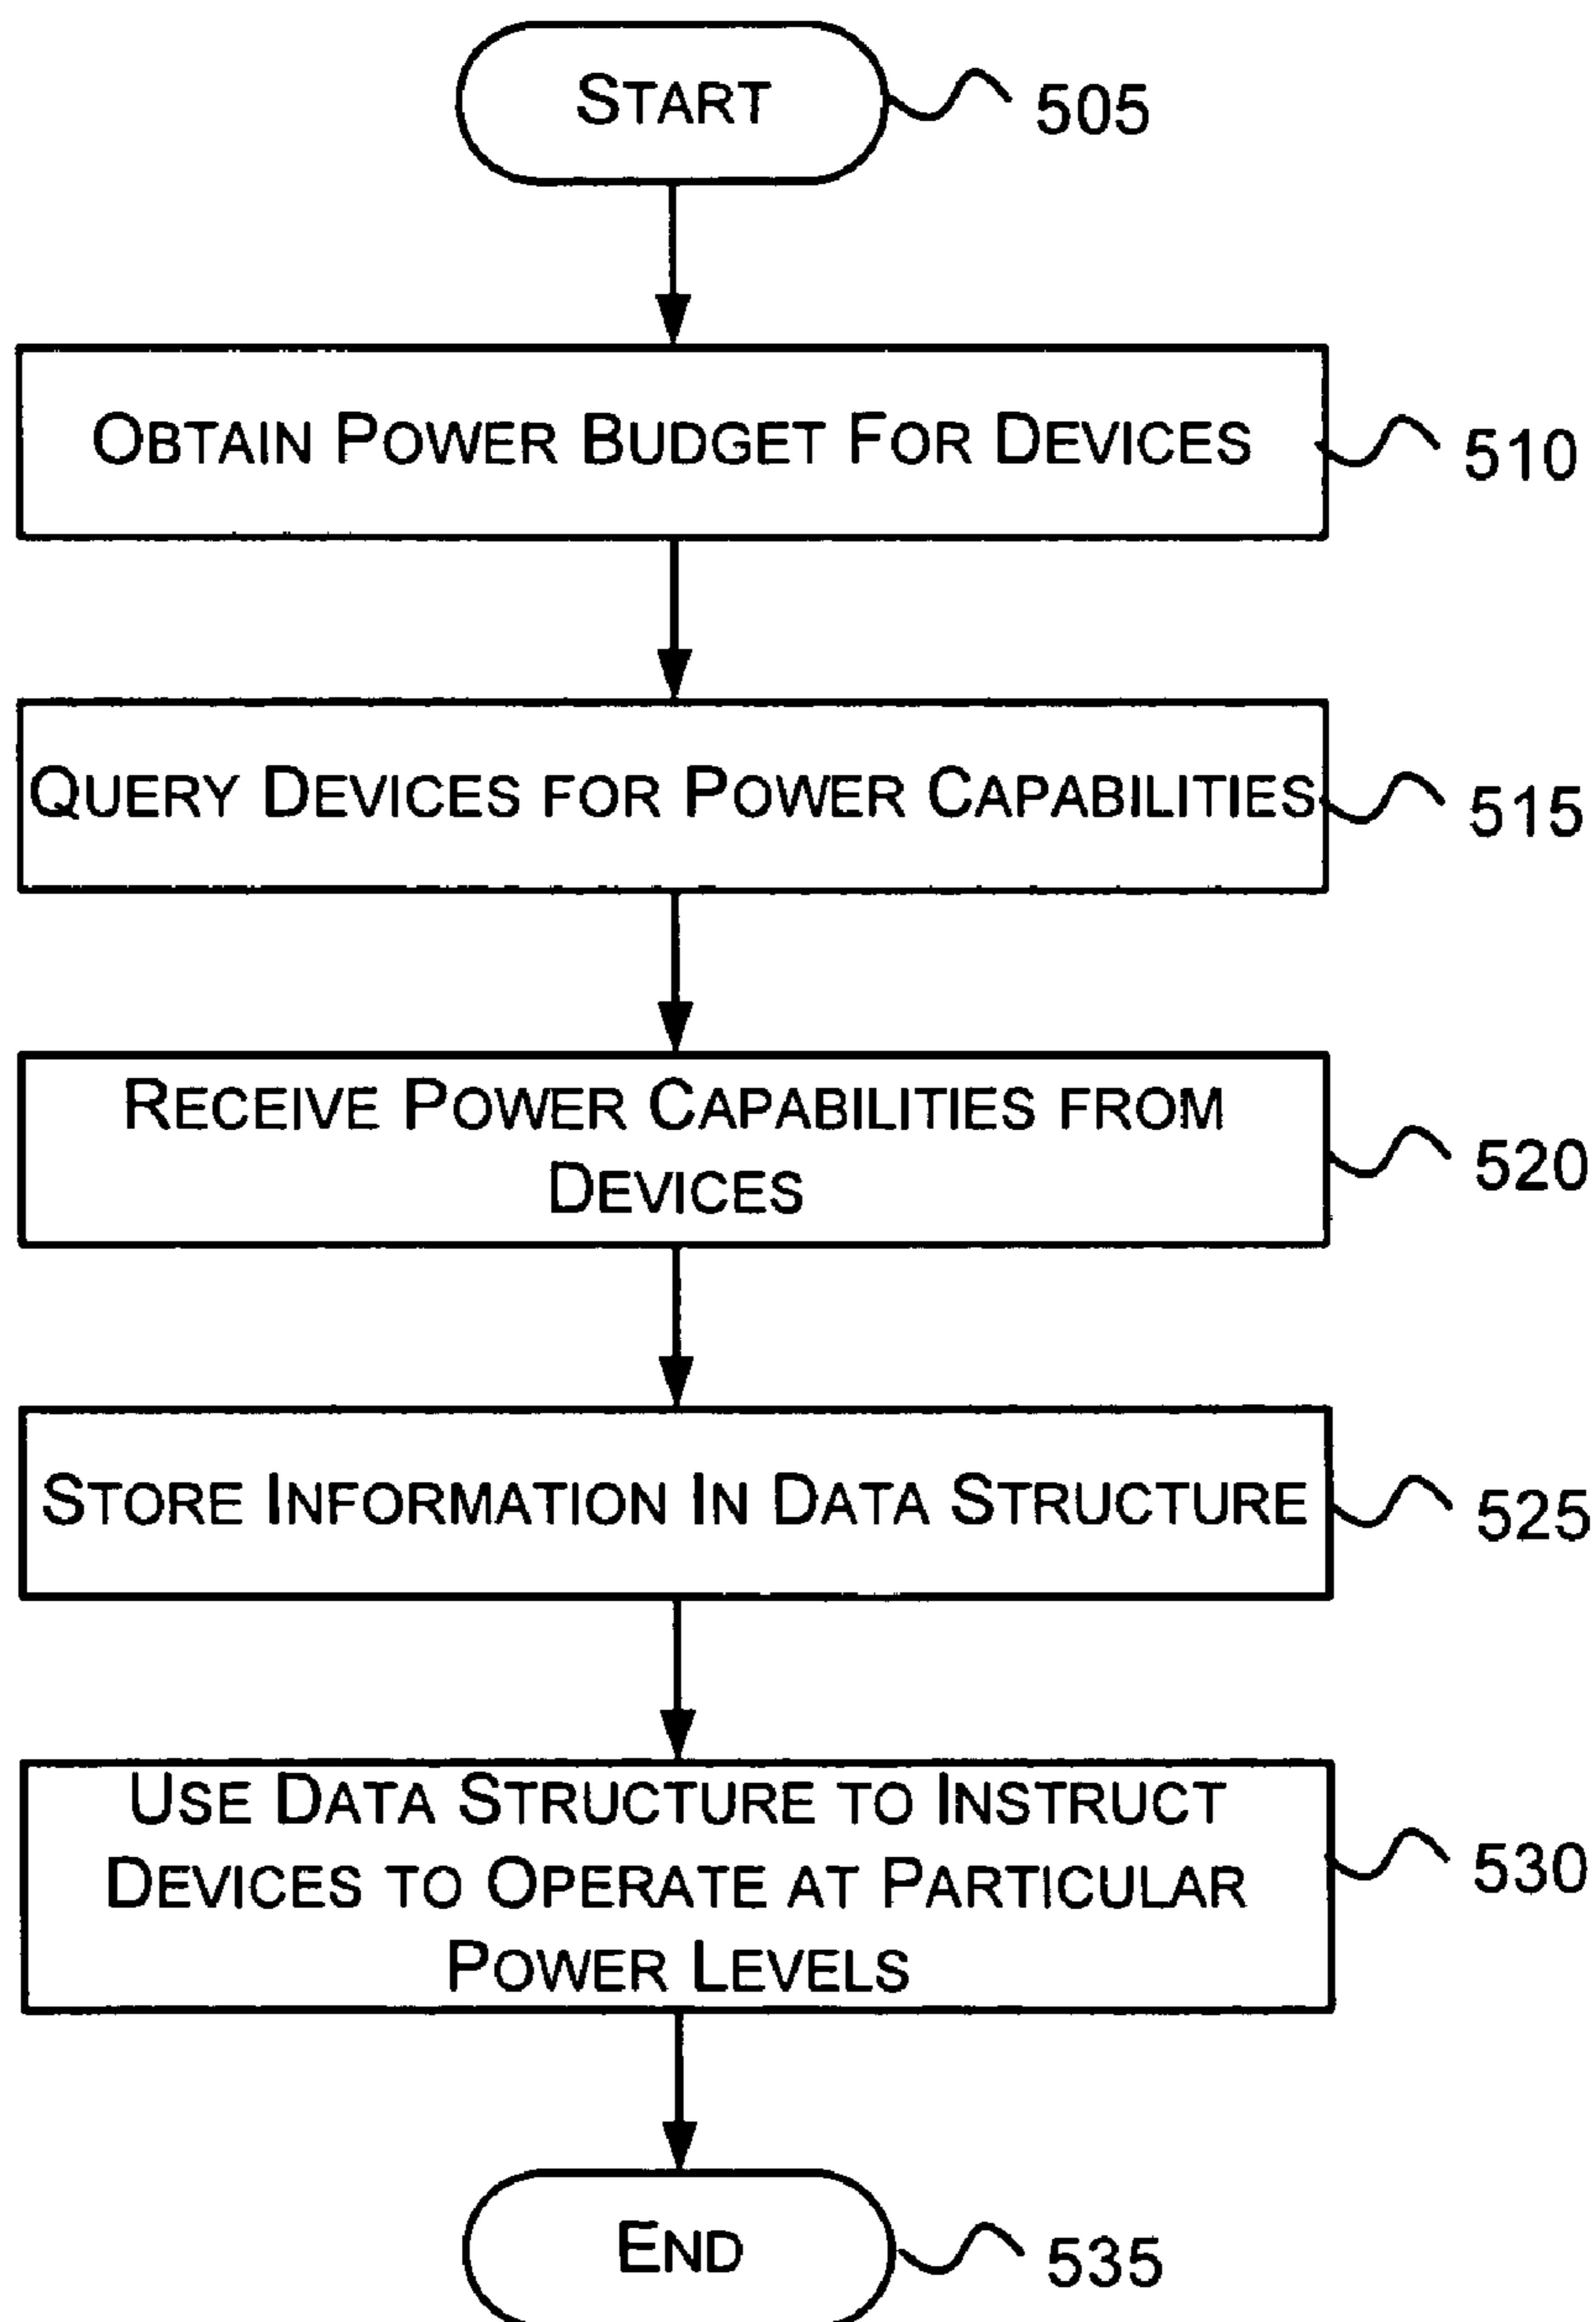 START
505
OBTAIN POWER BUDGET FOR DEVICES
510
QUERY DEVICES FOR POWER CAPABILITIES
515
RECEIVE POWER CAPABILITIES FROM
DEVICES
520
STORE INFORMATION IN DATA STRUCTURE
525
USE DATA STRUCTURE TO INSTRUCT
DEVICES TO OPERATE AT PARTICULAR
POWER LEVELS
530
END
535